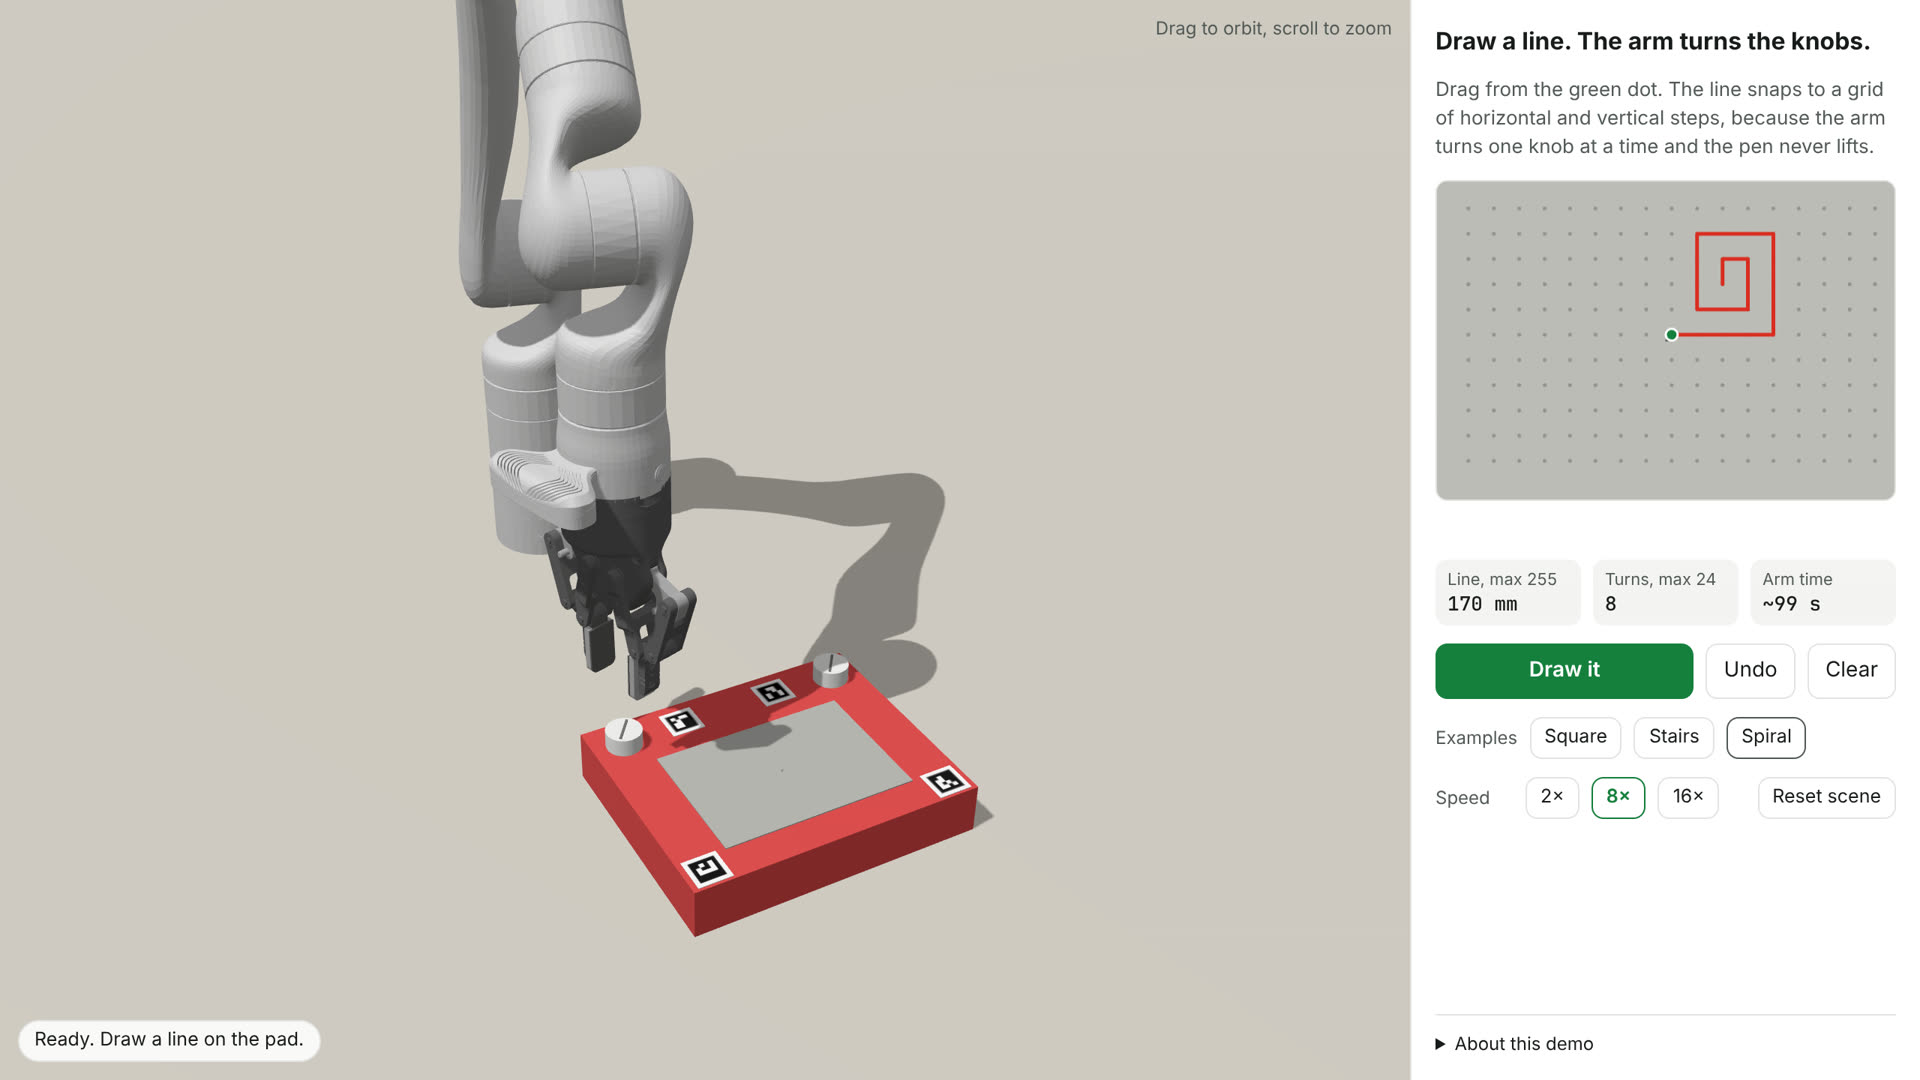 Drag to orbit, scroll to zoom
Ready. Draw a line on the pad.
Draw a line. The arm turns the knobs.
Drag from the green dot. The line snaps to a grid
of horizontal and vertical steps, because the arm
turns one knob at a time and the pen never lifts.
Line, max 255
170 mm
Turns, max 24
8
Arm time
~99 s
Draw it
Undo
Clear
Examples
Square
Stairs
Spiral
Speed
2×
8×
16×
Reset scene
About this demo